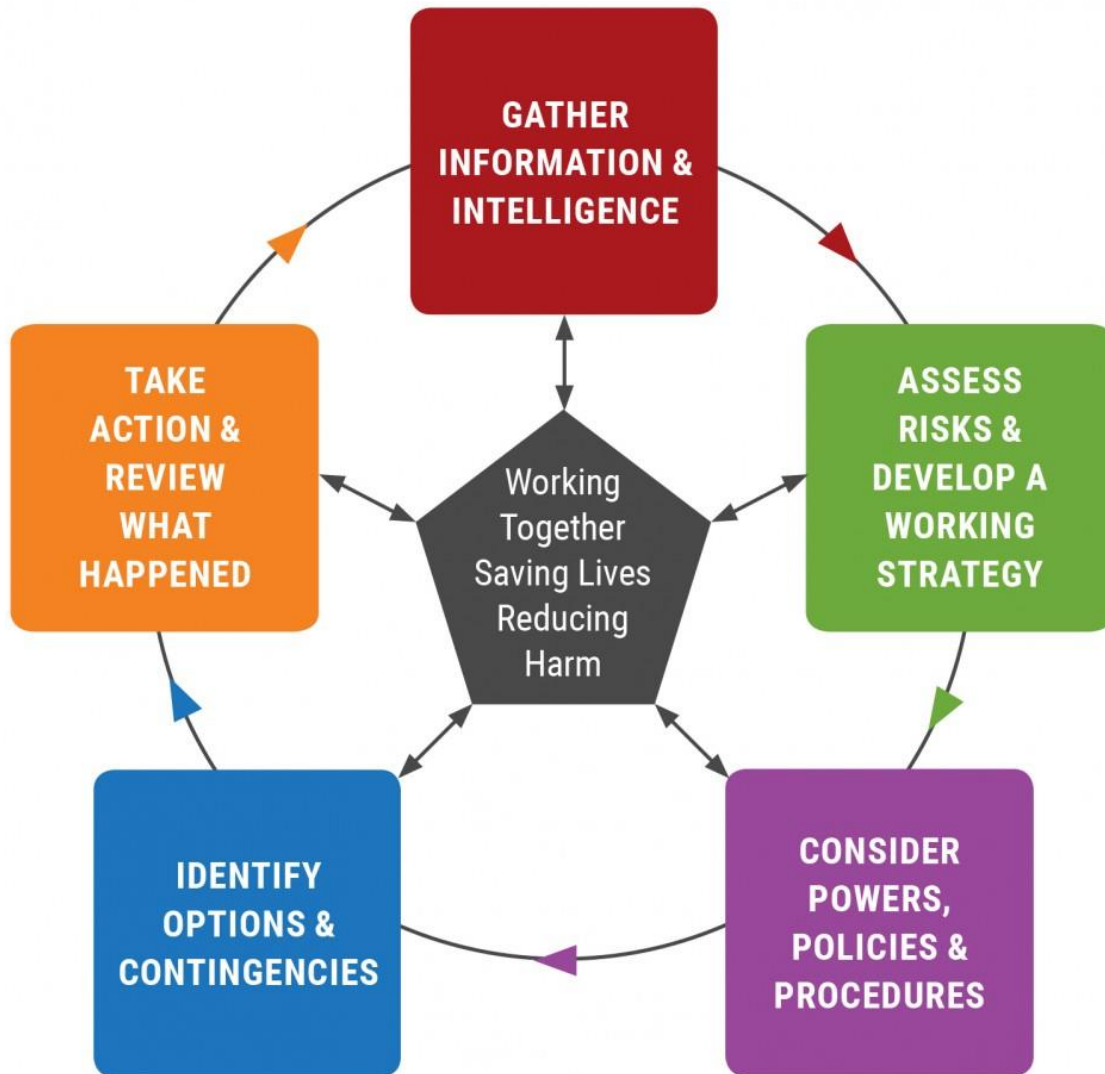 GATHER
INFORMATION &
INTELLIGENCE
ASSESS
RISKS &
DEVELOP A
WORKING
STRATEGY
CONSIDER
POWERS,
POLICIES &
PROCEDURES
IDENTIFY
OPTIONS &
CONTINGENCIES
TAKE
ACTION &
REVIEW
WHAT
HAPPENED
Working
Together
Saving Lives
Reducing
Harm